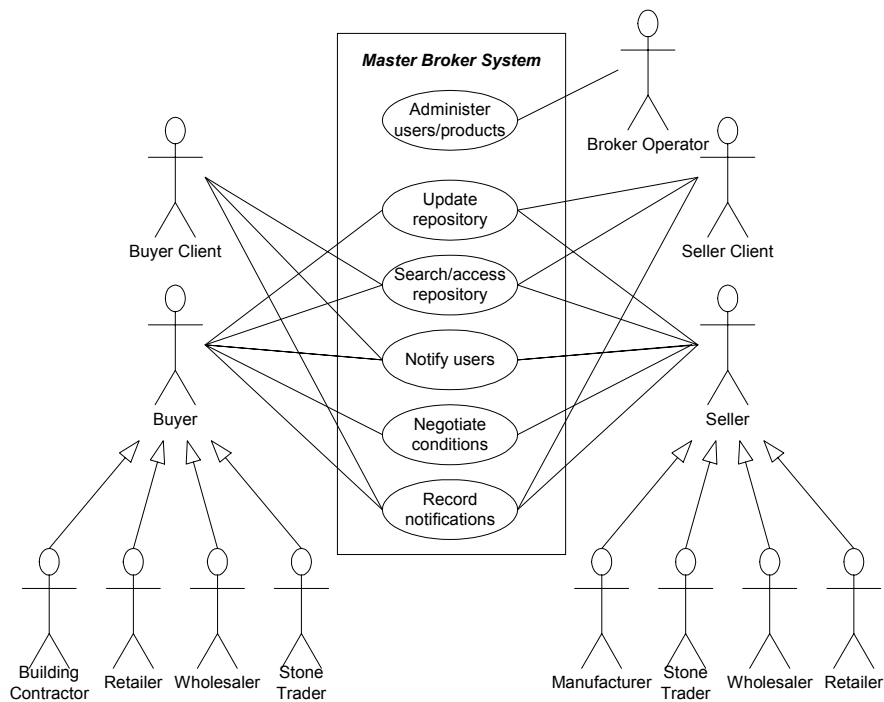 Master Broker System
Administer
users/products
Broker Operator
Update
repository
Buyer Client
Seller Client
Search/access
repository
Notify users
Buyer
Seller
Negotiate
conditions
Record
notifications
Building
Contractor
Retailer
Wholesaler
Stone
Trader
Manufacturer
Stone
Trader
Wholesaler
Retailer